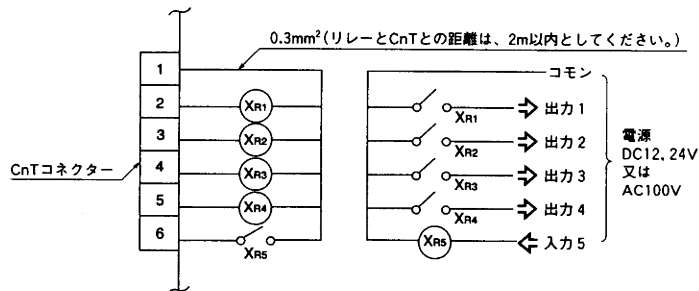 0.3mm²(リレーとCnTとの距離は、2m以内としてください。)
1
2
3
4
5
6
CnTコネクター
XR1
XR2
XR3
XR4
XR5
コモン
XR1
出力1
XR2
出力2
XR3
出力3
XR4
出力4
XR5
入力5
電源
DC12,24V
又は
AC100V